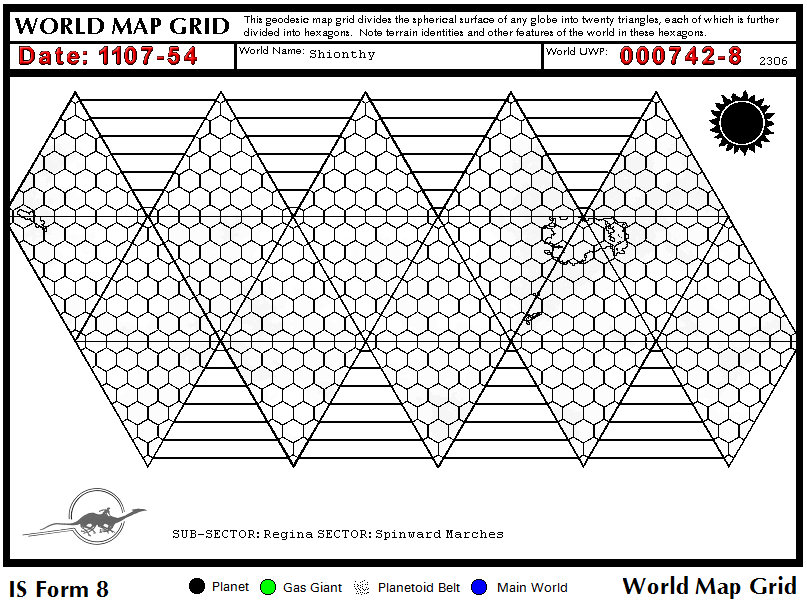 WORLD MAP GRID
This geodesic map grid divides the spherical surface of any globe into twenty triangles, each of which is further
divided into hexagons. Note terrain identities and other features of the world in these hexagons.
Date: 1107-54
World Name: Shionthy
World UWP: 000742-8 2306
SUB-SECTOR: Regina SECTOR: Spinward Marches
IS Form 8
Planet
Gas Giant
Planetoid Belt
Main World
World Map Grid